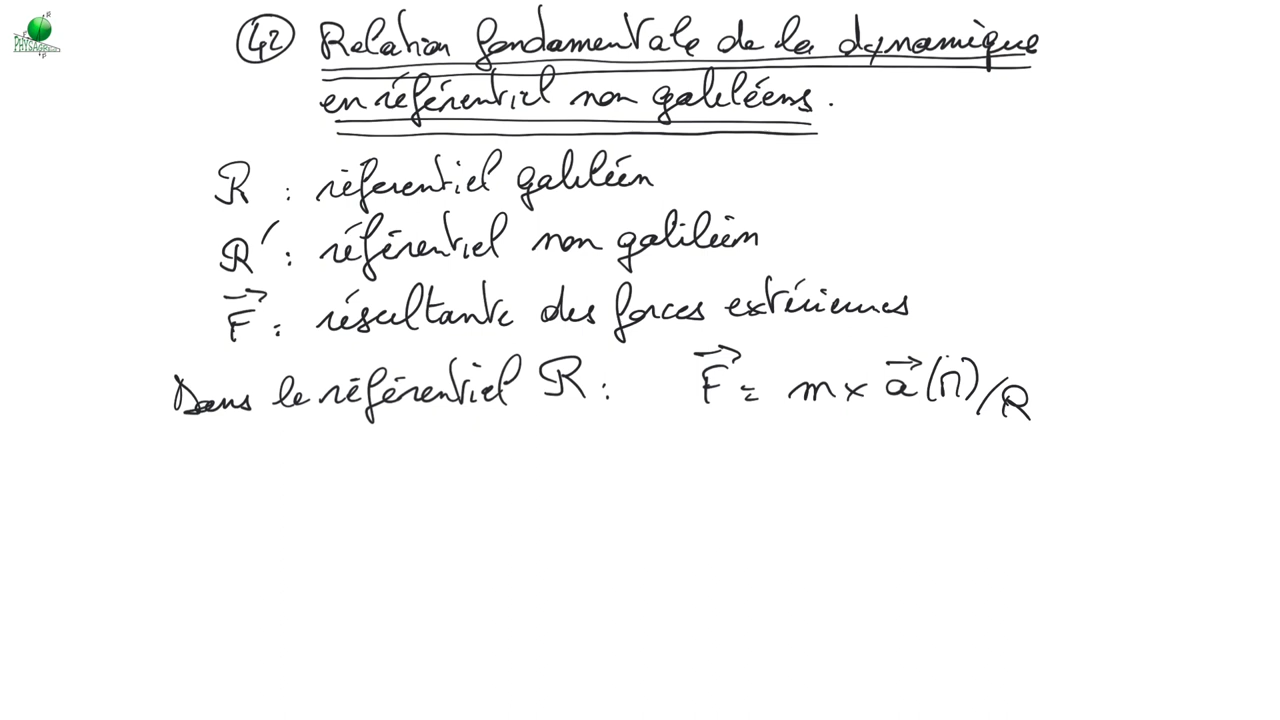 42 Relation fondamentale de la dynamique
en référentiel non galiléens.
R : référentiel galiléen
R' : référentiel non galiléen
F⃗ : résultante des forces extérieures
Dans le référentiel R : F⃗ = m × a⃗(M)/R